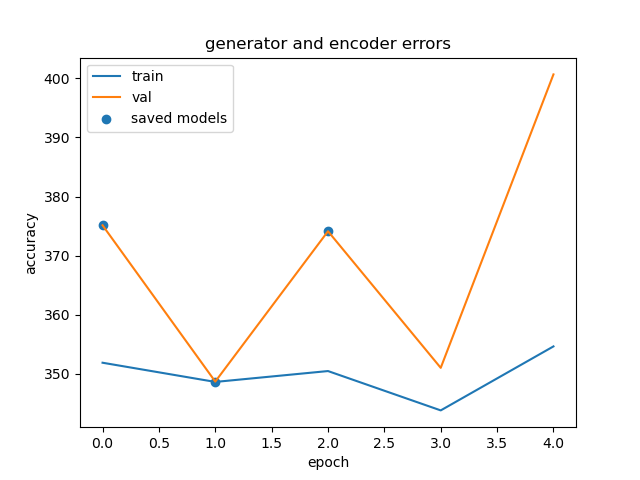 generator and encoder errors
train
val
saved models
400
390
380
370
360
350
accuracy
0.0 0.5 1.0 1.5 2.0 2.5 3.0 3.5 4.0
epoch